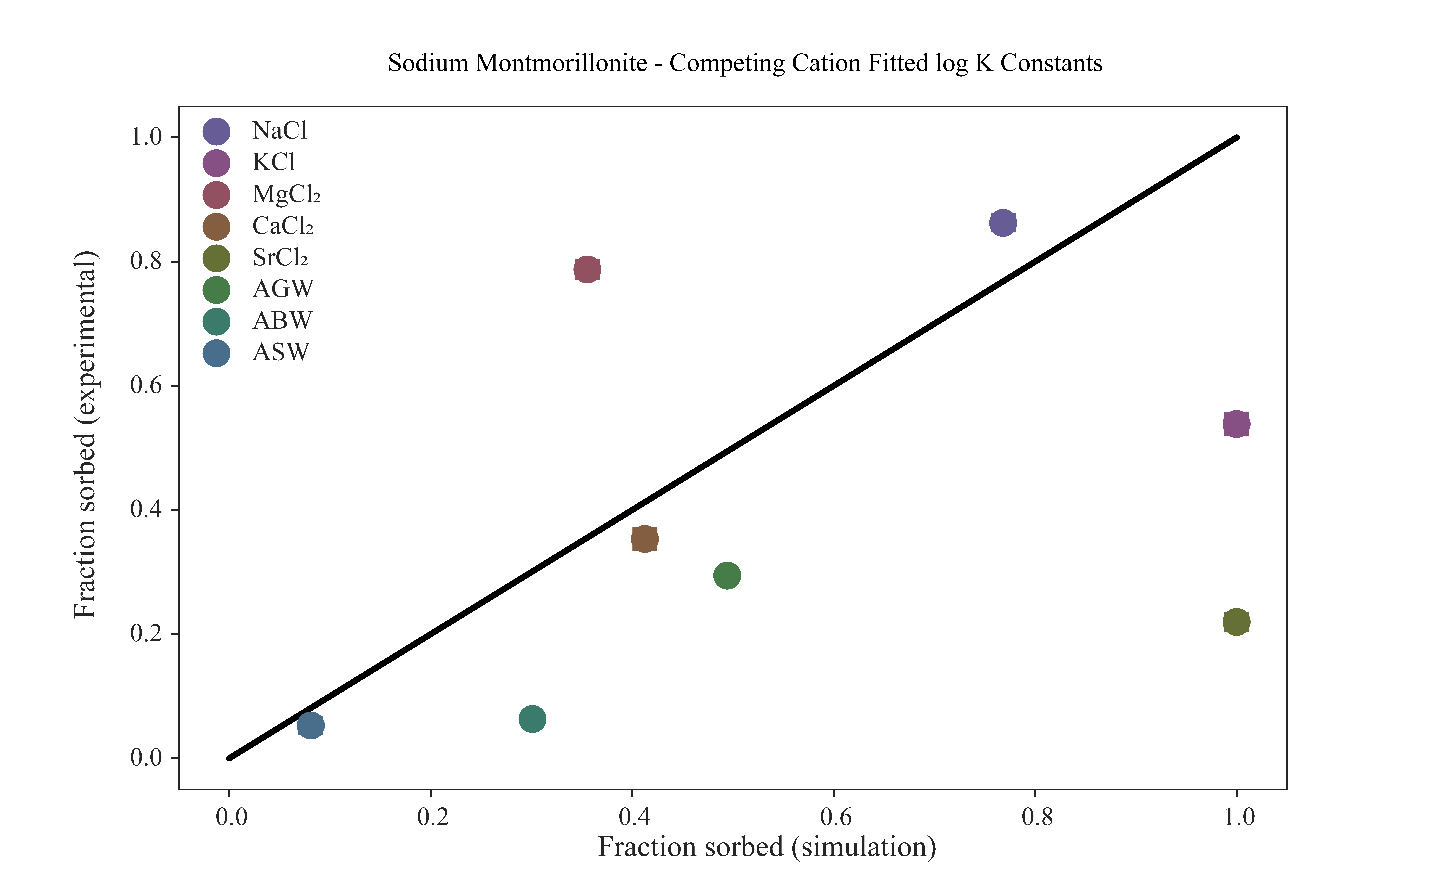 Sodium Montmorillonite - Competing Cation Fitted log K Constants
NaCl
KCl
MgCl₂
CaCl₂
SrCl₂
AGW
ABW
ASW
1.0
0.8
0.6
0.4
0.2
0.0
Fraction sorbed (experimental)
0.0 0.2 0.4 0.6 0.8 1.0
Fraction sorbed (simulation)